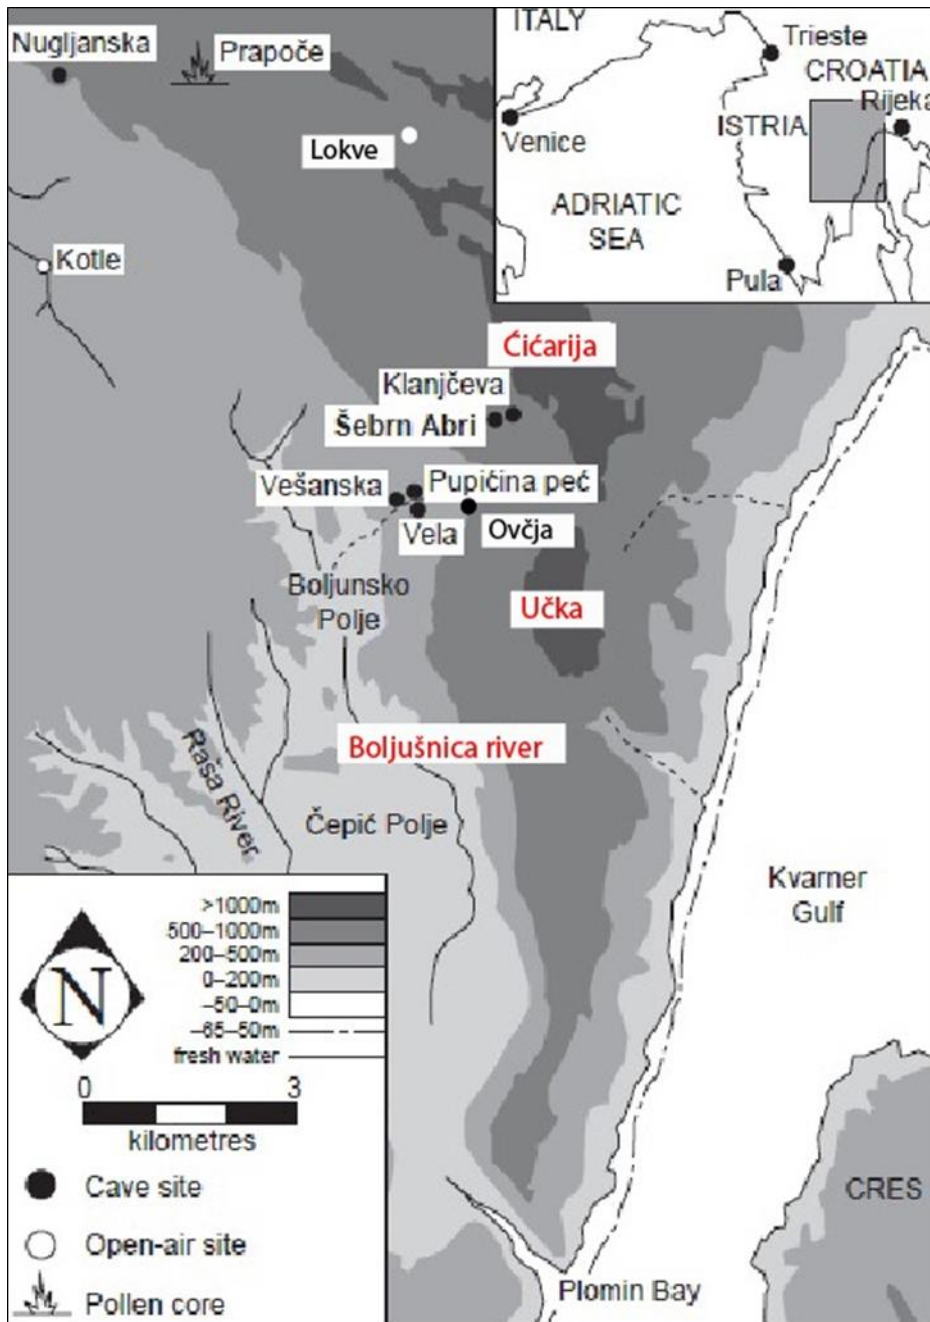 Nugljanska
Prapoče
Lokve
Kotle
ITALY
Trieste
CROATIA
Rijeka
ISTRIA
Venice
ADRIATIC
SEA
Pula
Ćićarija
Klanjčeva
Šebrn Abri
Vešanska
Pupićina peć
Vela
Ovčja
Boljunsko
Polje
Učka
Boljušnica river
Raša River
Čepić Polje
Kvarner
Gulf
>1000m
500–1000m
200–500m
0–200m
–50–0m
–65–50m
fresh water
N
0 3
kilometres
Cave site
Open-air site
Pollen core
CRES
Plomin Bay